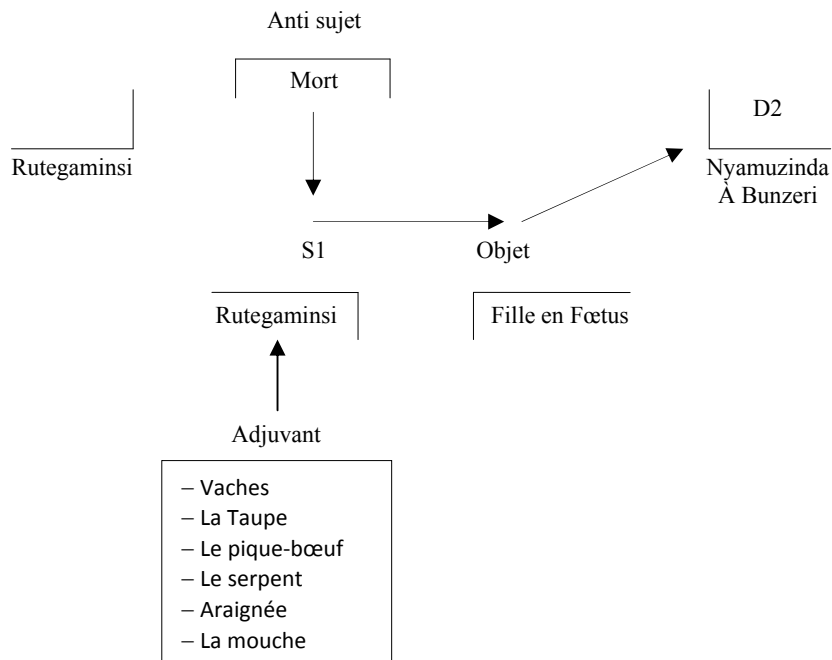 Anti sujet
Mort
D2
Rutegaminsi
Nyamuzinda
À Bunzeri
S1
Objet
Rutegaminsi
Fille en Fœtus
Adjuvant
– Vaches
– La Taupe
– Le pique-bœuf
– Le serpent
– Araignée
– La mouche